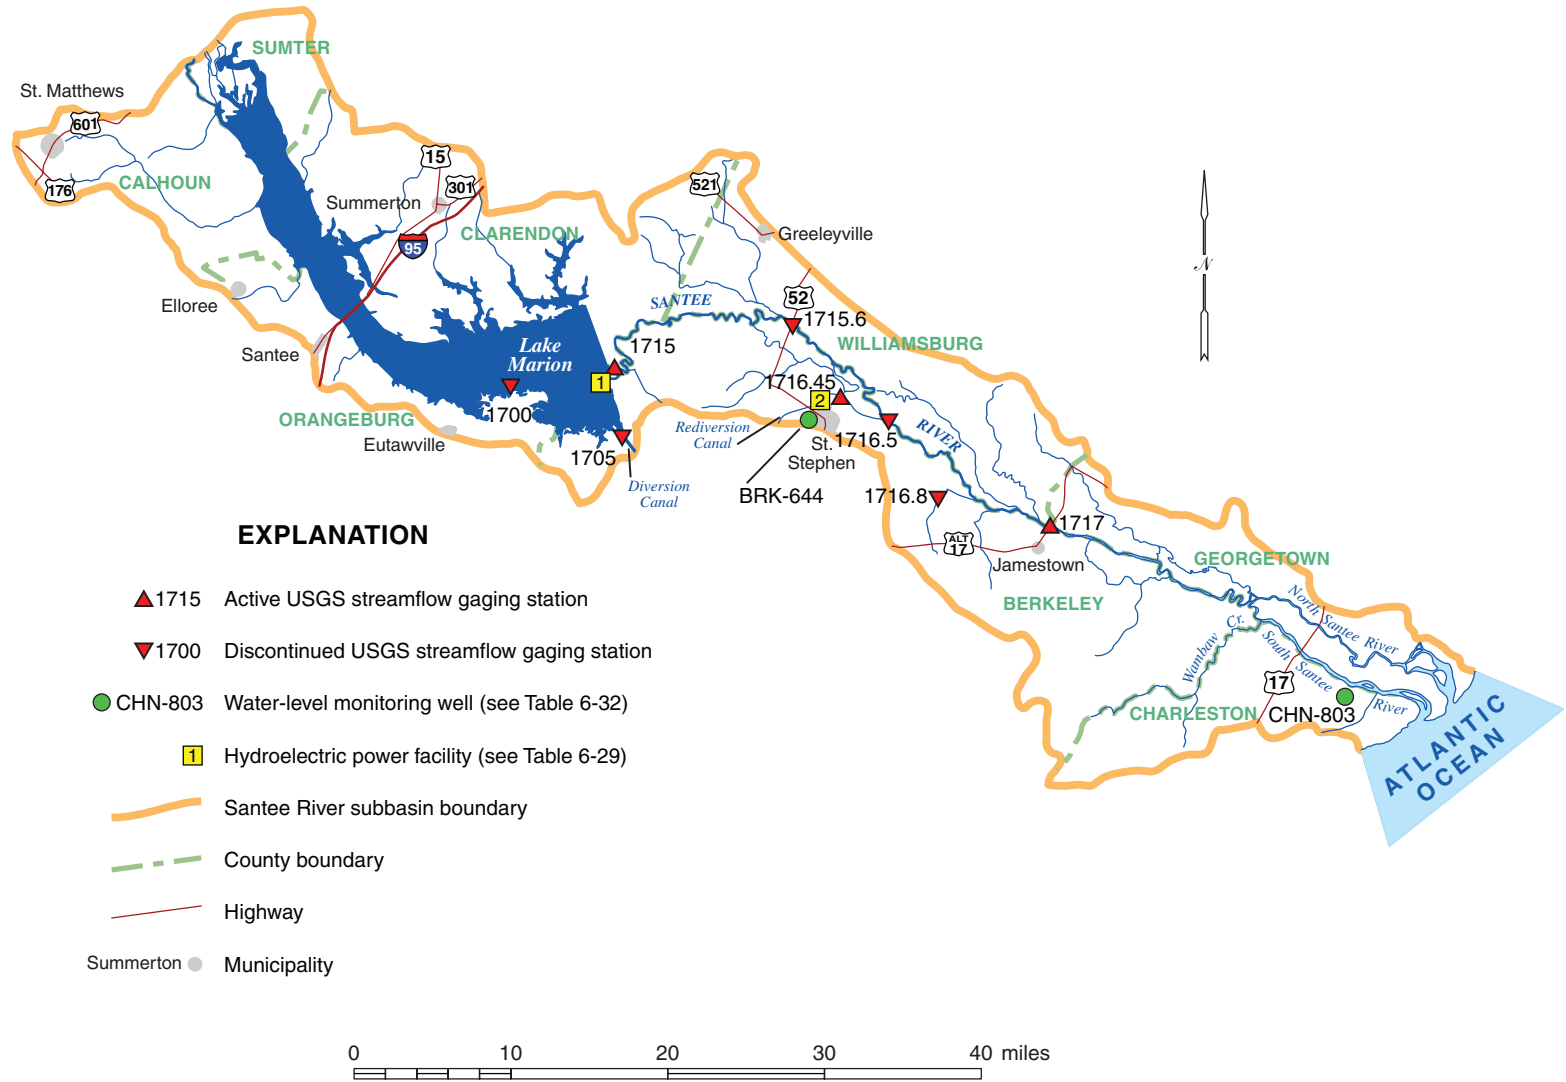 SUMTER
St. Matthews
601
176
CALHOUN
15
301
Summerton
95
CLARENDON
521
Greeleyville
N
Elloree
SANTEE
52
1715.6
WILLIAMSBURG
Santee
Lake
Marion
1715
1
1716.45
2
1700
ORANGEBURG
Eutawville
Rediversion
Canal
1716.5
RIVER
St.
Stephen
1705
Diversion
Canal
BRK-644
1716.8
1717
ALT
17
Jamestown
GEORGETOWN
BERKELEY
North Santee River
Wambaw Cr.
South Santee River
17
CHARLESTON
CHN-803
ATLANTIC
OCEAN
EXPLANATION
1715 Active USGS streamflow gaging station
1700 Discontinued USGS streamflow gaging station
CHN-803 Water-level monitoring well (see Table 6-32)
1 Hydroelectric power facility (see Table 6-29)
Santee River subbasin boundary
County boundary
Highway
Summerton Municipality
0 10 20 30 40 miles